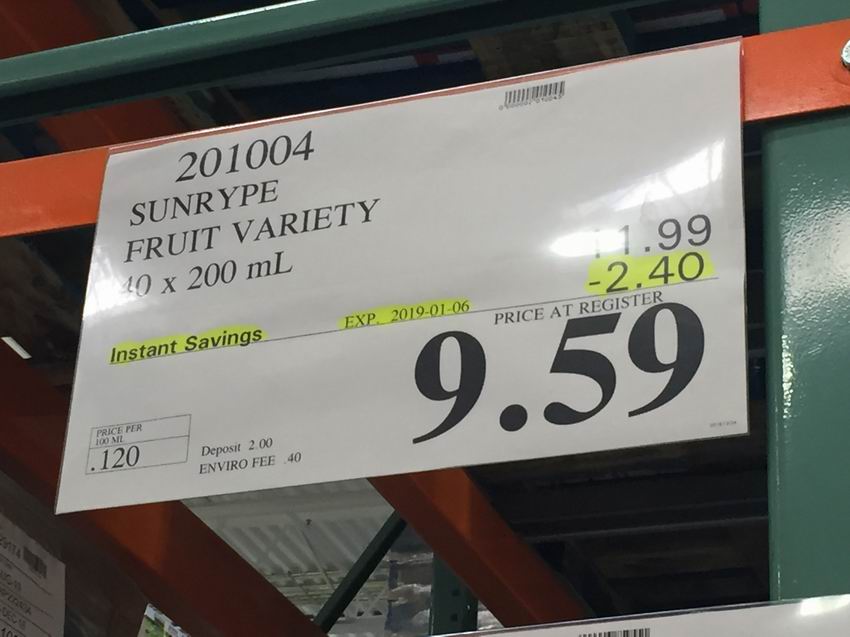 201004
SUNRYPE
FRUIT VARIETY
40 x 200 mL
11.99
-2.40
Instant Savings
EXP. 2019-01-06
PRICE AT REGISTER
9.59
PRICE PER
100 ML
.120
Deposit 2.00
ENVIRO FEE .40